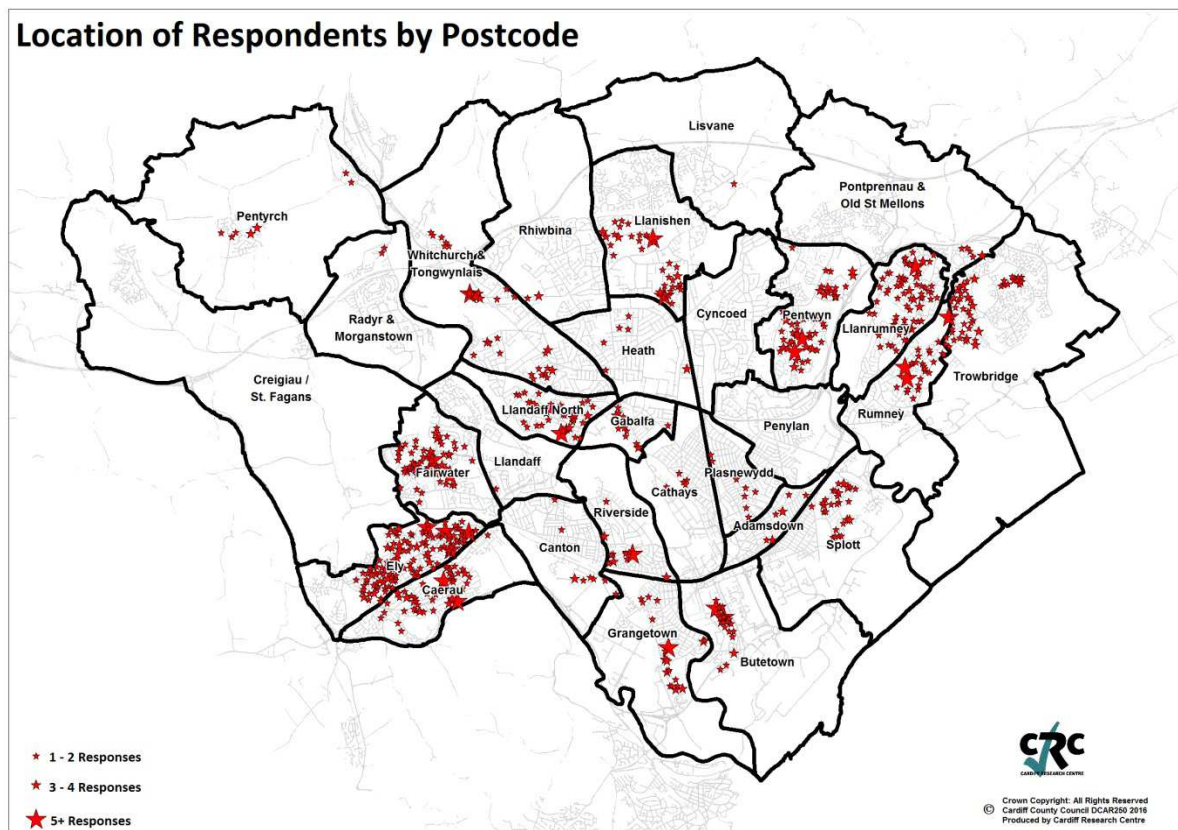 Location of Respondents by Postcode
Lisvane
Pontprennau &
Old St Mellons
Pentyrch
Llanishen
Rhiwbina
Whitchurch &
Tongwynlais
Cyncoed
Pentwyn
Llanrumney
Radyr &
Morganstown
Heath
Trowbridge
Creigiau /
St. Fagans
Llandaff North
Gabalfa
Penylan
Rumney
Llandaff
Fairwater
Plasnewydd
Cathays
Riverside
Adamsdown
Splott
Canton
Ely
Caerau
Grangetown
Butetown
1 - 2 Responses
3 - 4 Responses
5+ Responses
CRC
CARDIFF RESEARCH CENTRE
Crown Copyright: All Rights Reserved
© Cardiff County Council DCAR250 2016
Produced by Cardiff Research Centre